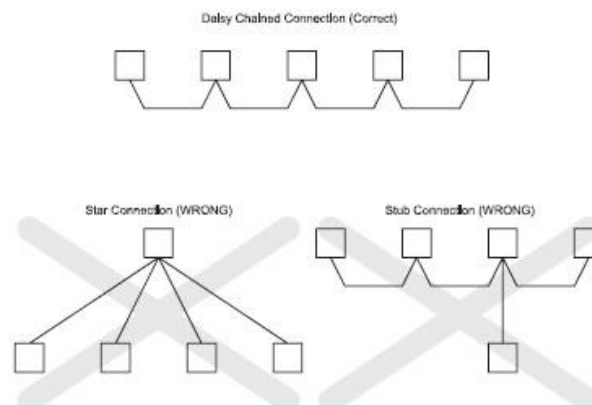 Daisy Chained Connection (Correct)
Star Connection (WRONG)
Stub Connection (WRONG)